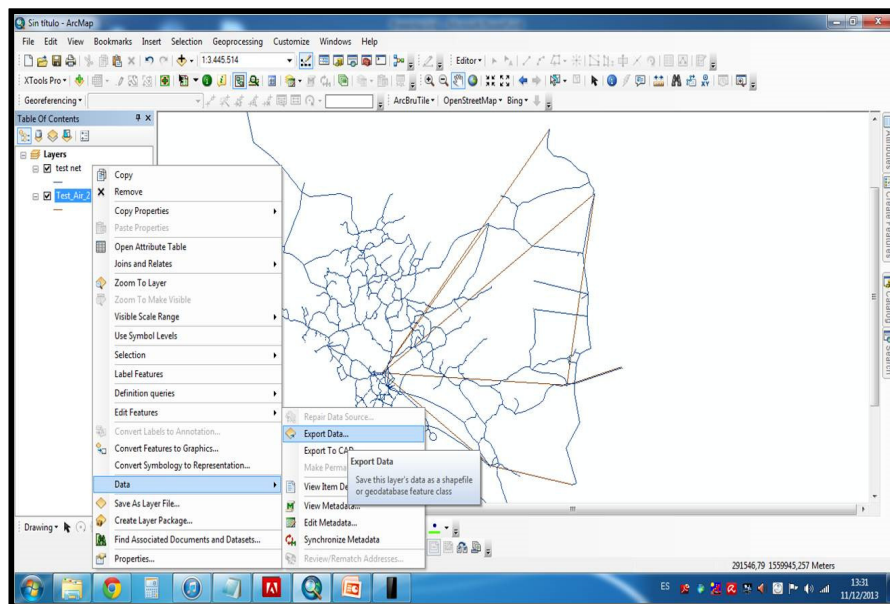 Sin título - ArcMap
File Edit View Bookmarks Insert Selection Geoprocessing Customize Windows Help
1:3.445.514
Editor
XTools Pro
Georeferencing
ArcBruTile OpenStreetMap Bing
Table Of Contents
Layers
test net
Test_Air_2
Copy
Remove
Copy Properties
Paste Properties
Open Attribute Table
Joins and Relates
Zoom To Layer
Zoom To Make Visible
Visible Scale Range
Use Symbol Levels
Selection
Label Features
Definition queries
Edit Features
Convert Labels to Annotation...
Convert Features to Graphics...
Convert Symbology to Representation...
Data
Save As Layer File...
Create Layer Package...
Find Associated Documents and Datasets...
Properties...
Repair Data Source...
Export Data...
Export To CAD
Make Perma
View Item De
View Metadata...
Edit Metadata...
Synchronize Metadata
Review/Rematch Addresses...
Export Data
Save this layer's data as a shapefile
or geodatabase feature class
Attributes
Create Features
Catalog
Search
Drawing
291546,79 1559945,257 Meters
ES
13:31
11/12/2013